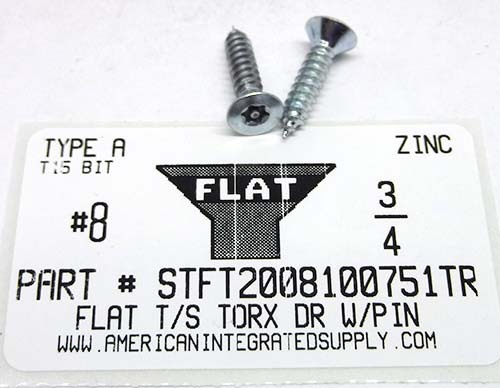 TYPE A ZINC
T15 BIT
FLAT
#8 3/4
PART # STFT2008100751TR
FLAT T/S TORX DR W/PIN
WWW.AMERICANINTEGRATEDSUPPLY.COM